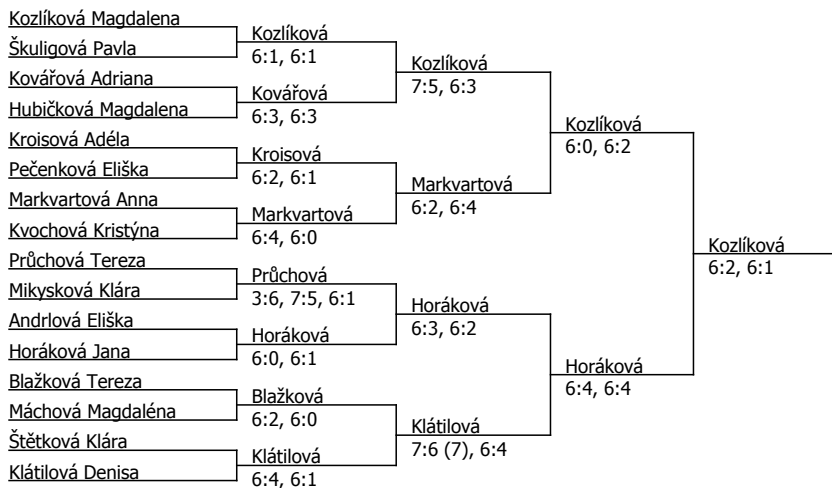 Kozlíková Magdalena
Škuligová Pavla
Kovářová Adriana
Hubičková Magdalena
Kroisová Adéla
Pečenková Eliška
Markvartová Anna
Kvochová Kristýna
Průchová Tereza
Mikysková Klára
Andrlová Eliška
Horáková Jana
Blažková Tereza
Máchová Magdaléna
Štětková Klára
Klátilová Denisa
Kozlíková
6:1, 6:1
Kovářová
6:3, 6:3
Kroisová
6:2, 6:1
Markvartová
6:4, 6:0
Průchová
3:6, 7:5, 6:1
Horáková
6:0, 6:1
Blažková
6:2, 6:0
Klátilová
6:4, 6:1
Kozlíková
7:5, 6:3
Markvartová
6:2, 6:4
Horáková
6:3, 6:2
Klátilová
7:6 (7), 6:4
Kozlíková
6:0, 6:2
Horáková
6:4, 6:4
Kozlíková
6:2, 6:1